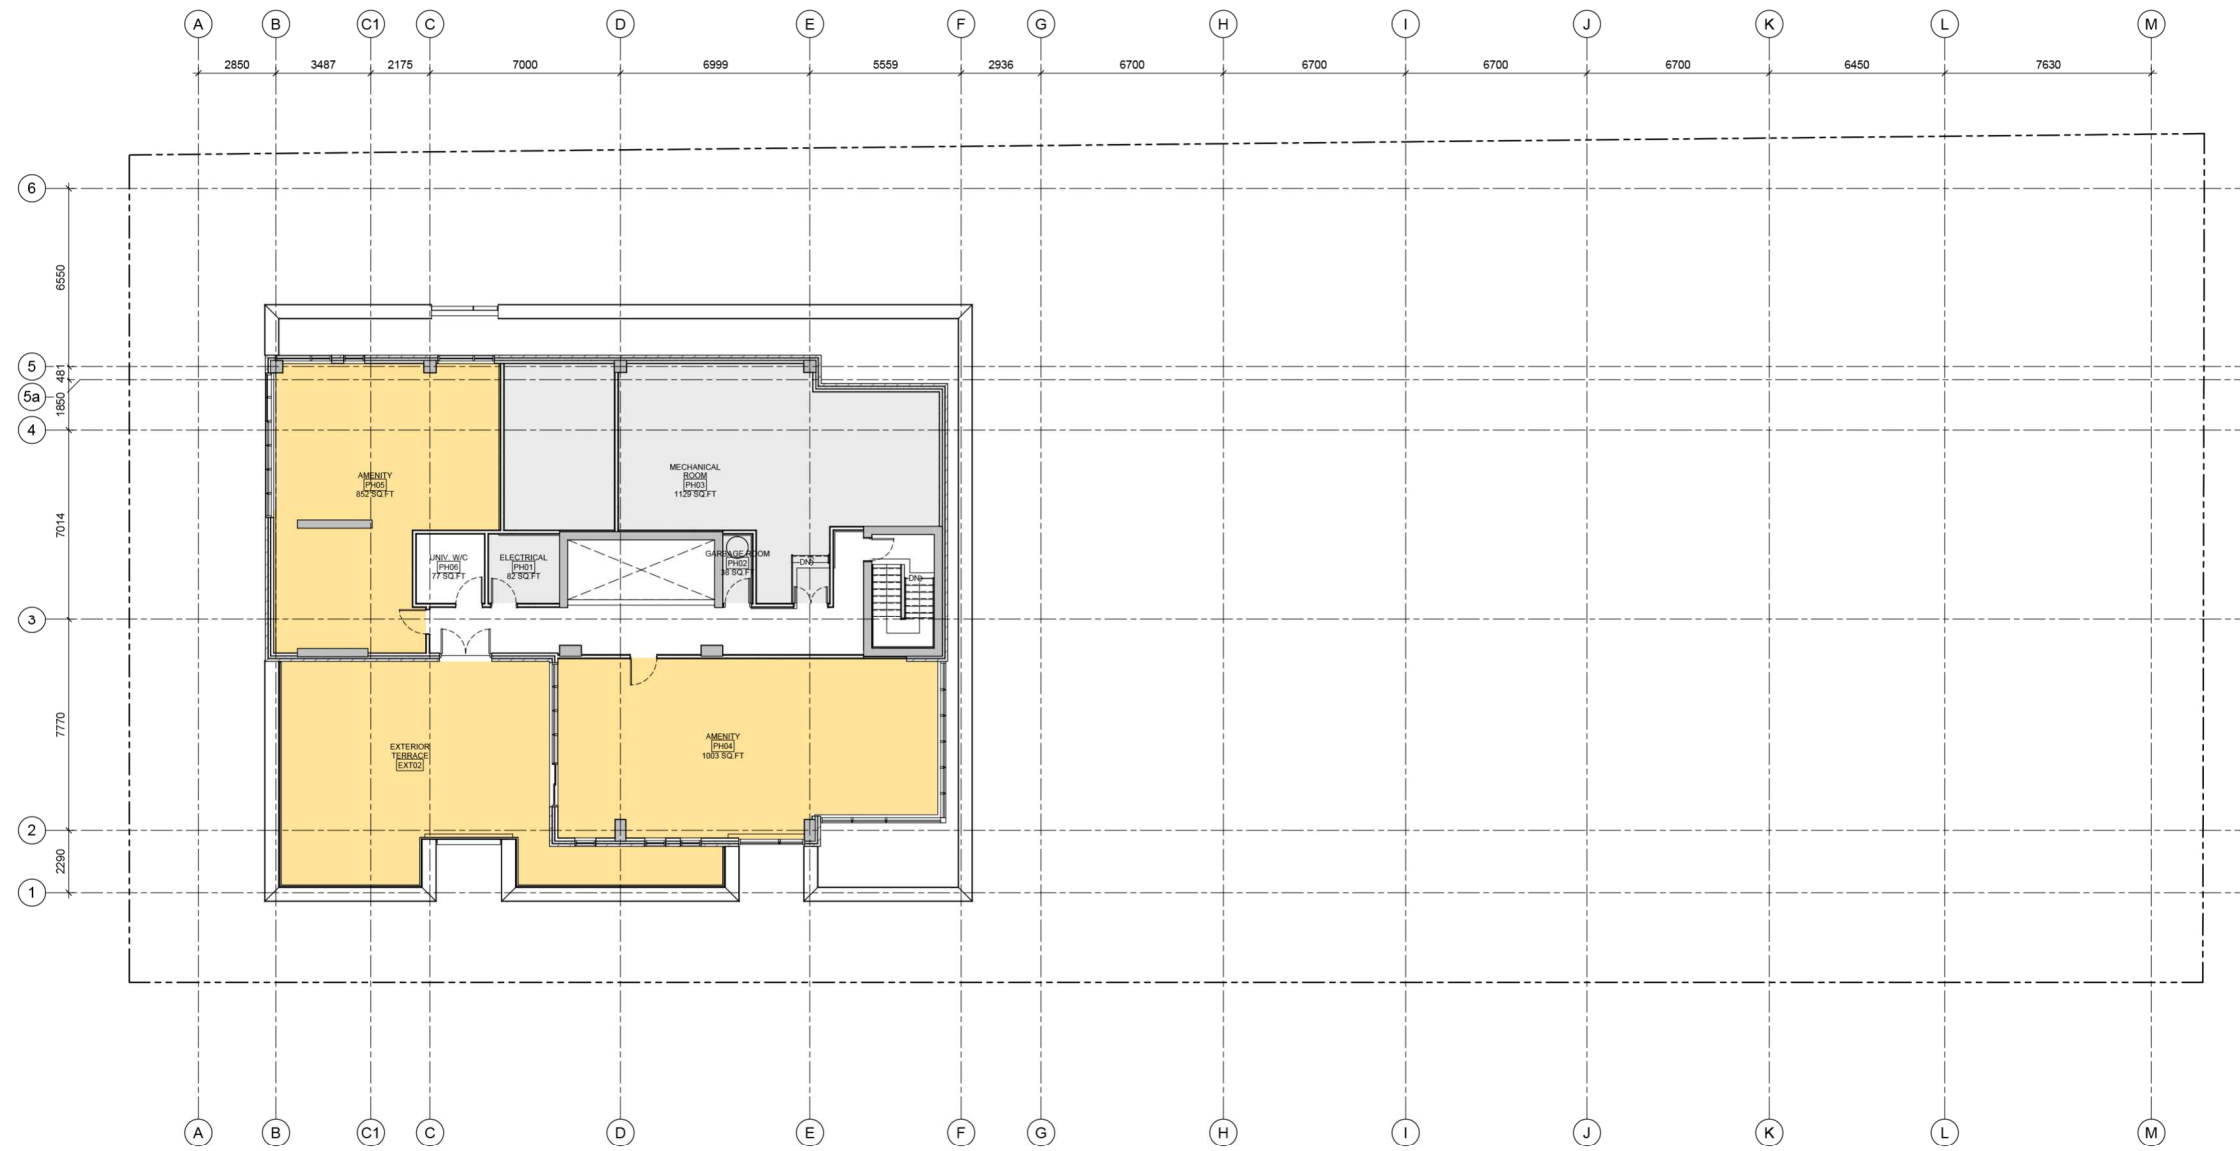 A B C1 C D E F G H I J K L M
2850 3487 2175 7000 6999 5559 2936 6700 6700 6700 6700 6450 7630
6
6550
5
481
5a
1850
4
7014
3
7770
2
2290
1
AMENITY
PH05
852 SQ.FT
MECHANICAL
ROOM
PH03
1129 SQ.FT
UNIV. W/C
PH06
77 SQ.FT
ELECTRICAL
PH01
82 SQ.FT
GARBAGE ROOM
PH02
38 SQ.FT
DN
DN
EXTERIOR
TERRACE
EXT02
AMENITY
PH04
1003 SQ.FT
A B C1 C D E F G H I J K L M